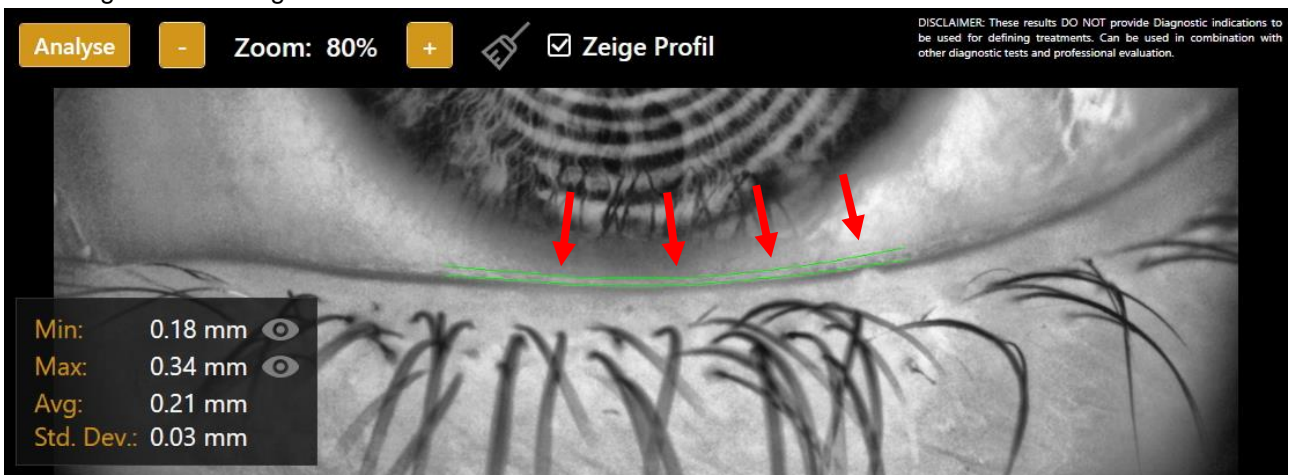 Analyse - Zoom: 80% + Zeige Profil
DISCLAIMER: These results DO NOT provide Diagnostic indications to
be used for defining treatments. Can be used in combination with
other diagnostic tests and professional evaluation.
Min: 0.18 mm
Max: 0.34 mm
Avg: 0.21 mm
Std. Dev.: 0.03 mm